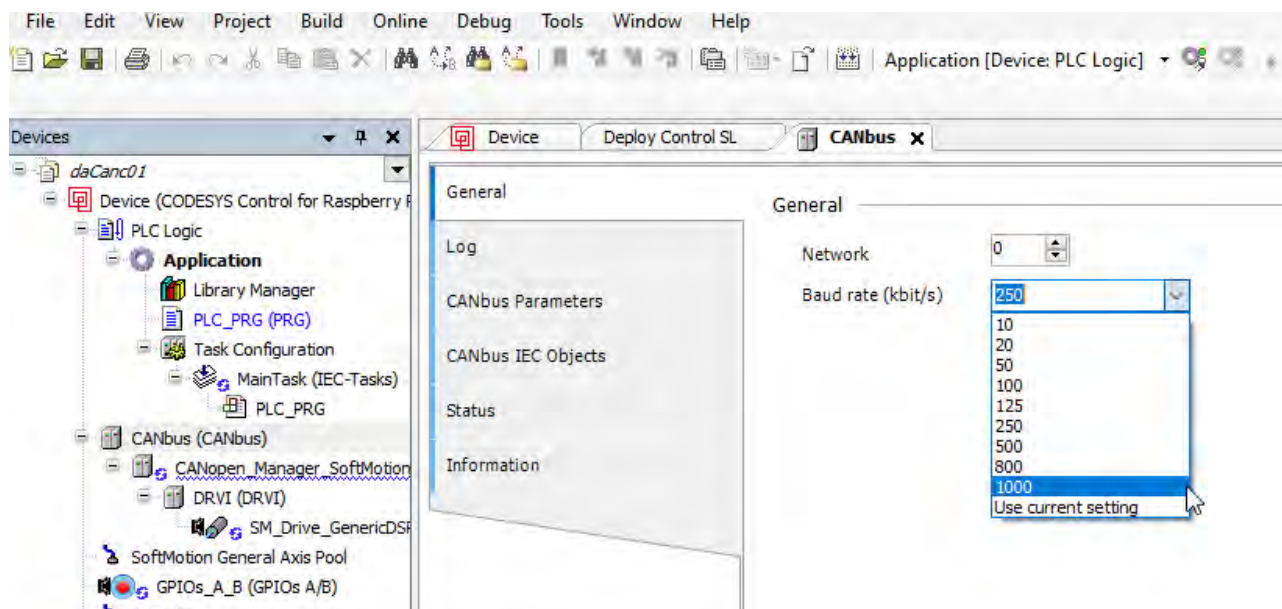 File Edit View Project Build Online Debug Tools Window Help
Application [Device: PLC Logic]
Devices
daCanc01
Device (CODESYS Control for Raspberry
PLC Logic
Application
Library Manager
PLC_PRG (PRG)
Task Configuration
MainTask (IEC-Tasks)
PLC_PRG
CANbus (CANbus)
CANopen_Manager_SoftMotion
DRVI (DRVI)
SM_Drive_GenericDSP
SoftMotion General Axis Pool
GPIOs_A_B (GPIOs A/B)
Device Deploy Control SL CANbus
General
Log
CANbus Parameters
CANbus IEC Objects
Status
Information
General
Network 0
Baud rate (kbit/s) 250
10
20
50
100
125
250
500
800
1000
Use current setting